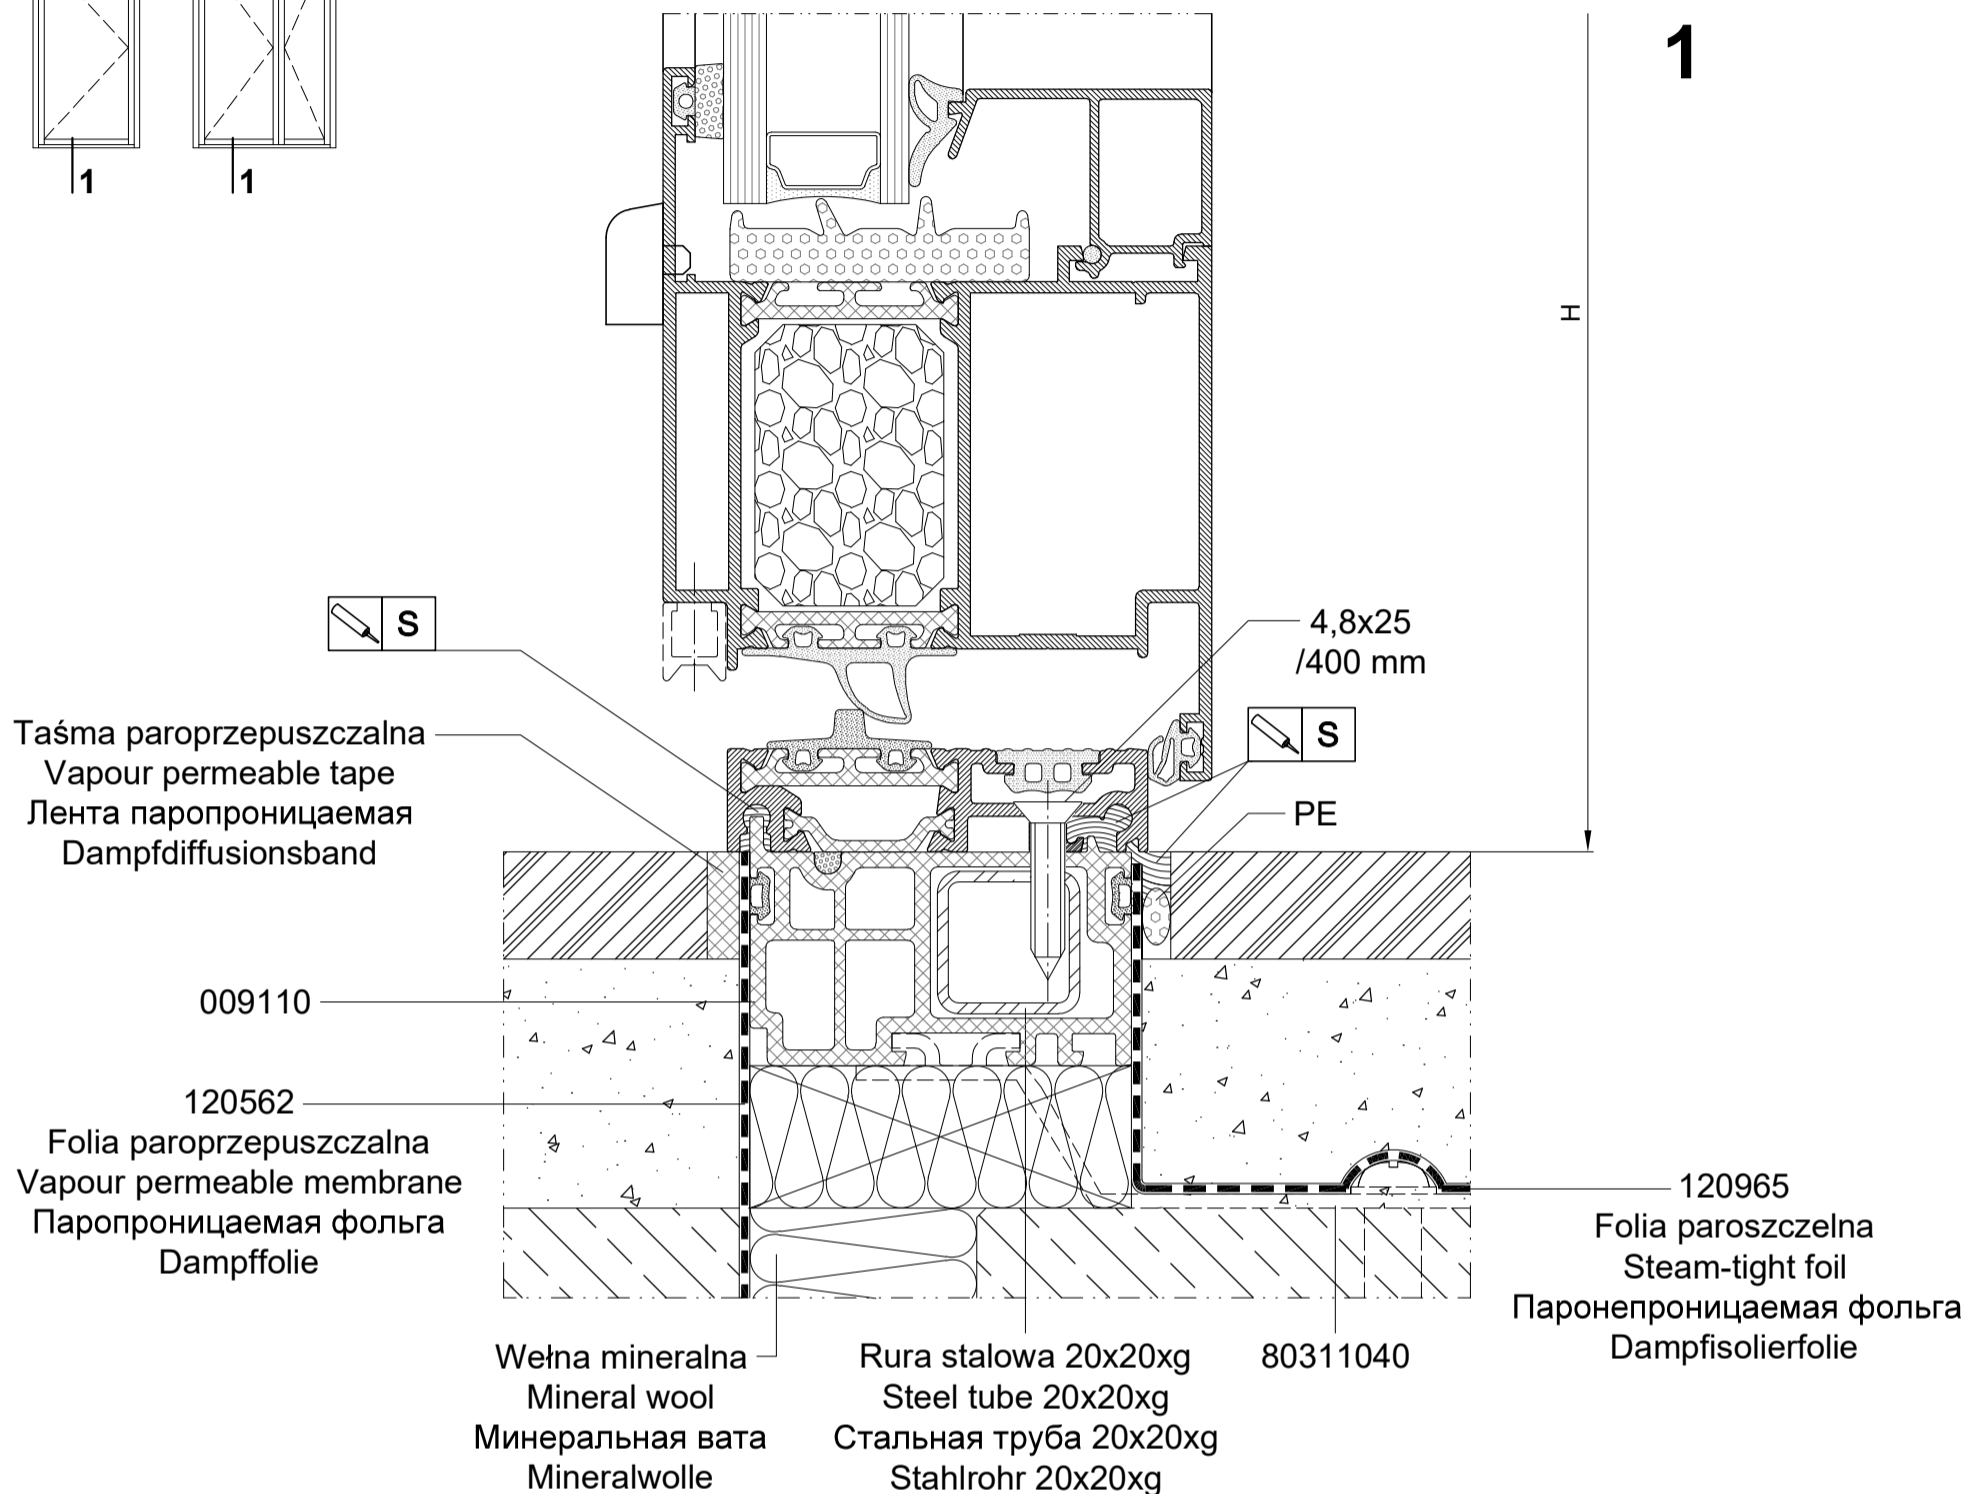 1
1
1
H
S
4,8x25
/400 mm
S
Taśma paroprzepuszczalna
Vapour permeable tape
Лента паропроницаемая
Dampfdiffusionsband
PE
009110
120562
Folia paroprzepuszczalna
Vapour permeable membrane
Паропроницаемая фольга
Dampffolie
120965
Folia paroszczelna
Steam-tight foil
Паронепроницаемая фольга
Dampfisolierfolie
Wełna mineralna
Mineral wool
Минеральная вата
Mineralwolle
Rura stalowa 20x20xg
Steel tube 20x20xg
Стальная труба 20x20xg
Stahlrohr 20x20xg
80311040